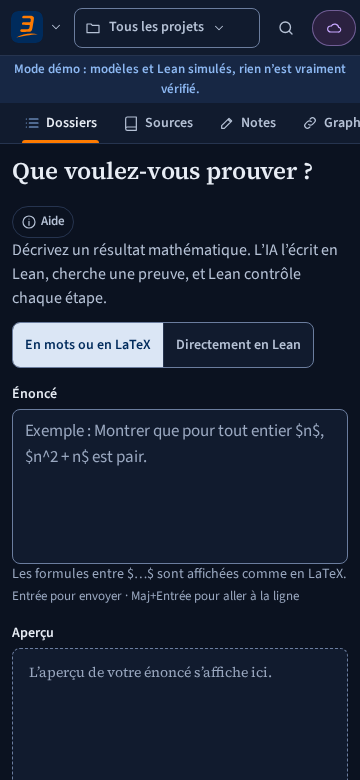 Tous les projets
Mode démo : modèles et Lean simulés, rien n’est vraiment
vérifié.
Dossiers
Sources
Notes
Graph
Que voulez-vous prouver ?
Aide
Décrivez un résultat mathématique. L’IA l’écrit en
Lean, cherche une preuve, et Lean contrôle
chaque étape.
En mots ou en LaTeX
Directement en Lean
Énoncé
Exemple : Montrer que pour tout entier $n$,
$n^2 + n$ est pair.
Les formules entre $…$ sont affichées comme en LaTeX.
Entrée pour envoyer · Maj+Entrée pour aller à la ligne
Aperçu
L’aperçu de votre énoncé s’affiche ici.